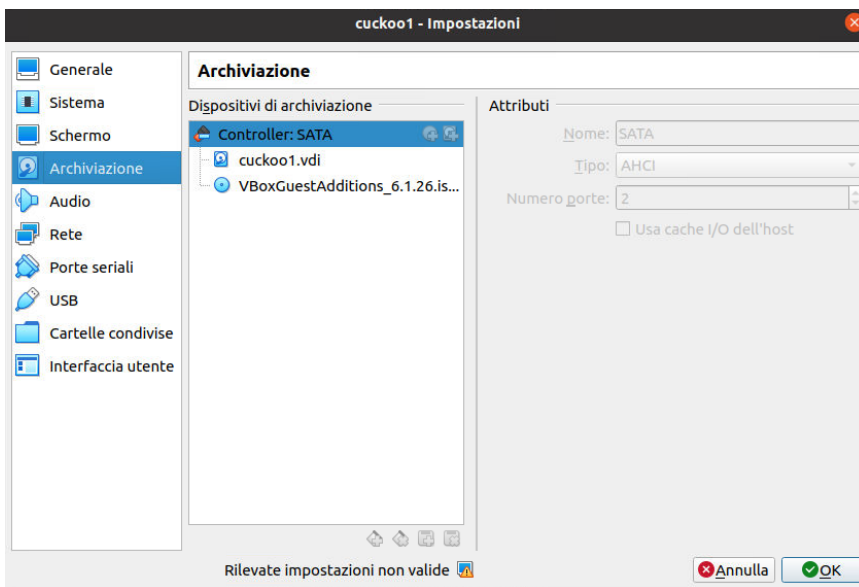 cuckoo1 - Impostazioni
Generale
Sistema
Schermo
Archiviazione
Audio
Rete
Porte seriali
USB
Cartelle condivise
Interfaccia utente
Archiviazione
Dispositivi di archiviazione
Controller: SATA
cuckoo1.vdi
VBoxGuestAdditions_6.1.26.is...
Attributi
Nome: SATA
Tipo: AHCI
Numero porte: 2
Usa cache I/O dell'host
Rilevate impostazioni non valide
Annulla
OK